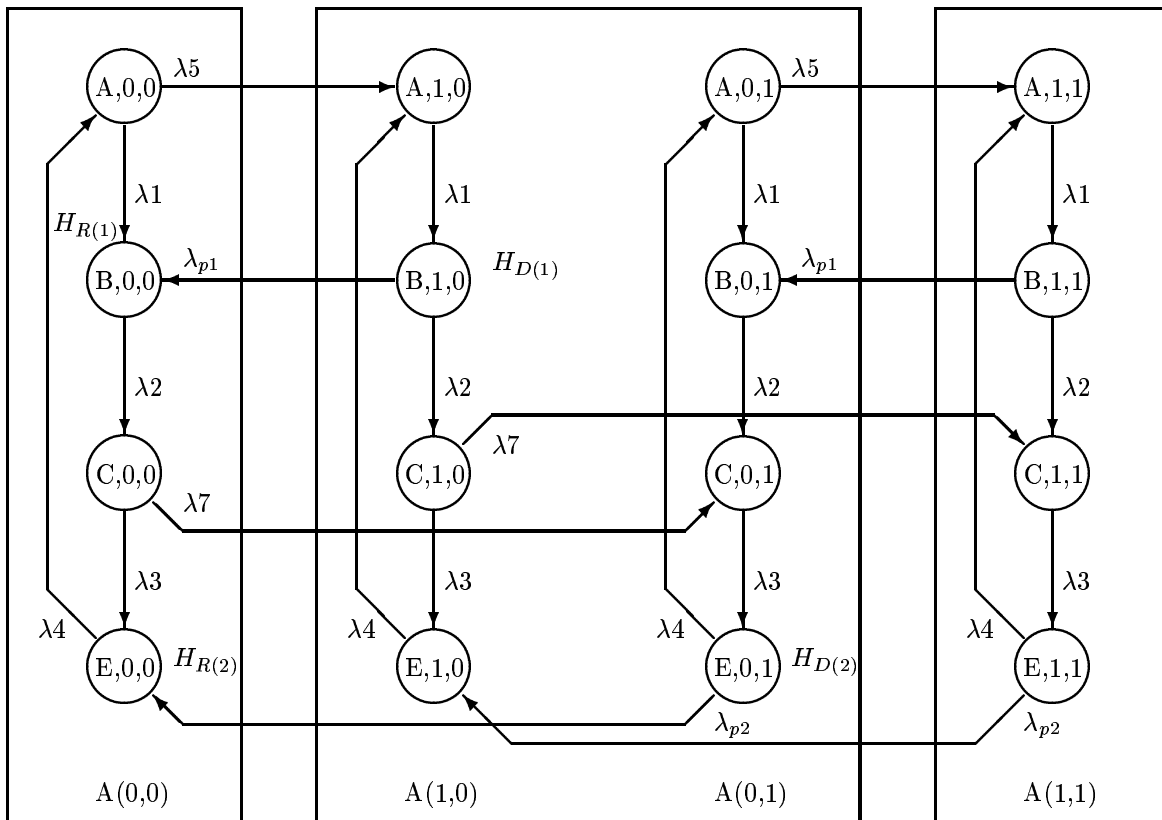 λ5 λ5
A,0,0 A,1,0 A,0,1 A,1,1
λ1 λ1 λ1 λ1
H_{R(1)}
λ_{p1} H_{D(1)} λ_{p1}
B,0,0 B,1,0 B,0,1 B,1,1
λ2 λ2 λ2 λ2
λ7
C,0,0 C,1,0 C,0,1 C,1,1
λ7
λ3 λ3 λ3 λ3
λ4 λ4 λ4 λ4
E,0,0 H_{R(2)} E,1,0 E,0,1 H_{D(2)} E,1,1
λ_{p2} λ_{p2}
A(0,0) A(1,0) A(0,1) A(1,1)